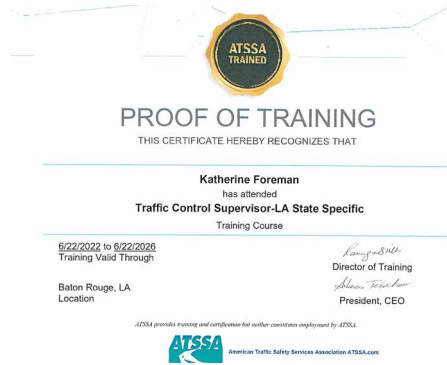 ATSSA
TRAINED
PROOF OF TRAINING
THIS CERTIFICATE HEREBY RECOGNIZES THAT
Katherine Foreman
has attended
Traffic Control Supervisor-LA State Specific
Training Course
6/22/2022 to 6/22/2026
Training Valid Through
Director of Training
Baton Rouge, LA
Location
President, CEO
ATSSA provides training and certification but neither constitutes employment by ATSSA.
ATSSA
American Traffic Safety Services Association ATSSA.com